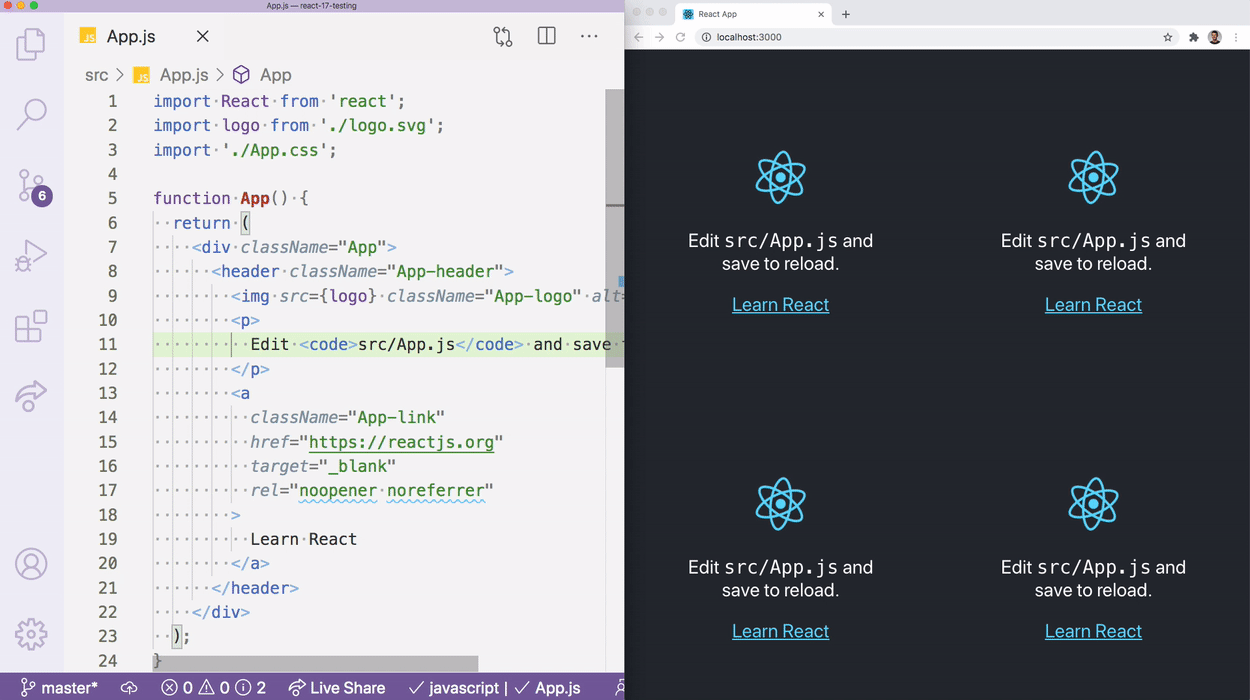 App.js — react-17-testing
JS App.js
src > JS App.js > App
1 import React from 'react';
2 import logo from './logo.svg';
3 import './App.css';
4
5 function App() {
6 return (
7 <div className="App">
8 <header className="App-header">
9 <img src={logo} className="App-logo" alt=
10 <p>
11 Edit <code>src/App.js</code> and save
12 </p>
13 <a
14 className="App-link"
15 href="https://reactjs.org"
16 target="_blank"
17 rel="noopener noreferrer"
18 >
19 Learn React
20 </a>
21 </header>
22 </div>
23 );
24 }
6
master* 0 0 2 Live Share javascript | App.js
React App
localhost:3000
Edit src/App.js and
save to reload.
Learn React
Edit src/App.js and
save to reload.
Learn React
Edit src/App.js and
save to reload.
Learn React
Edit src/App.js and
save to reload.
Learn React